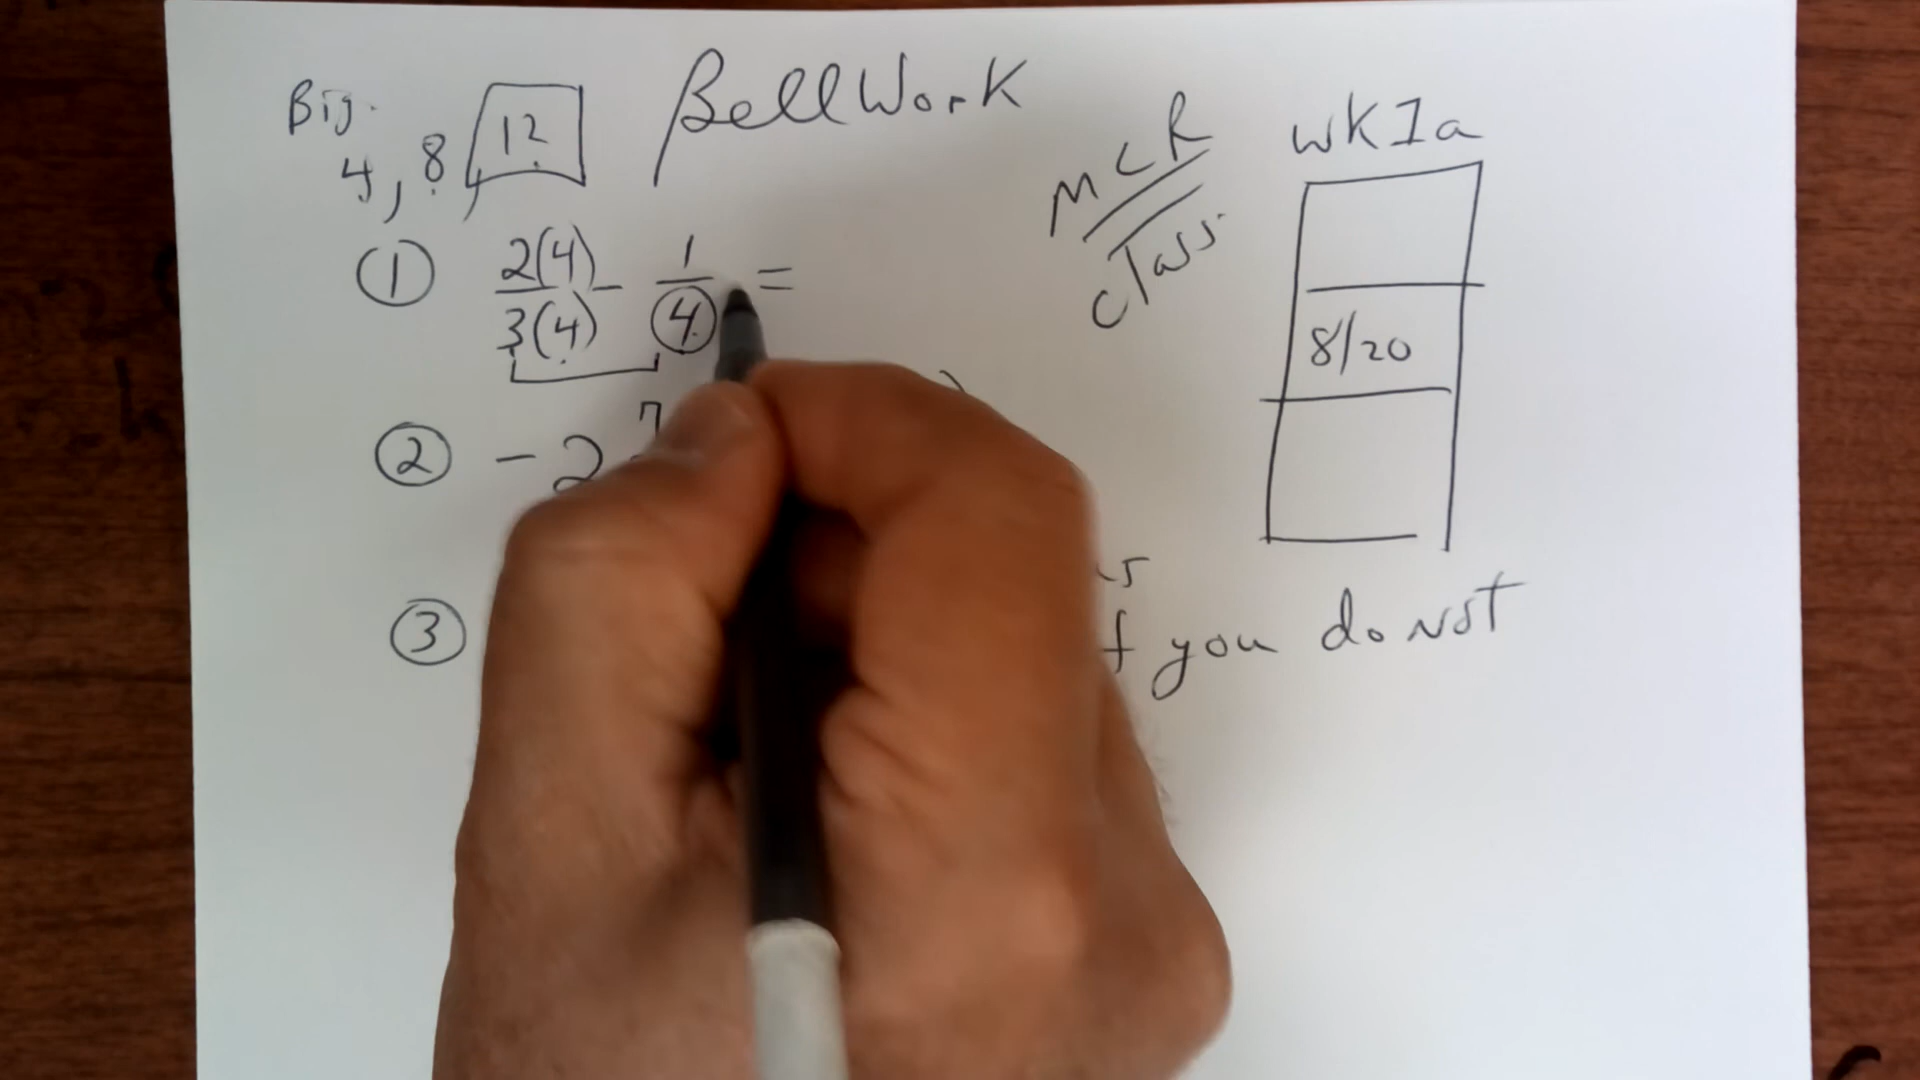 Big.
4, 8, 12
BellWork
MCR
Class.
wk1a
8/20
① 2(4)/3(4) - 1/4 =
② - 2 7
③
f you do not